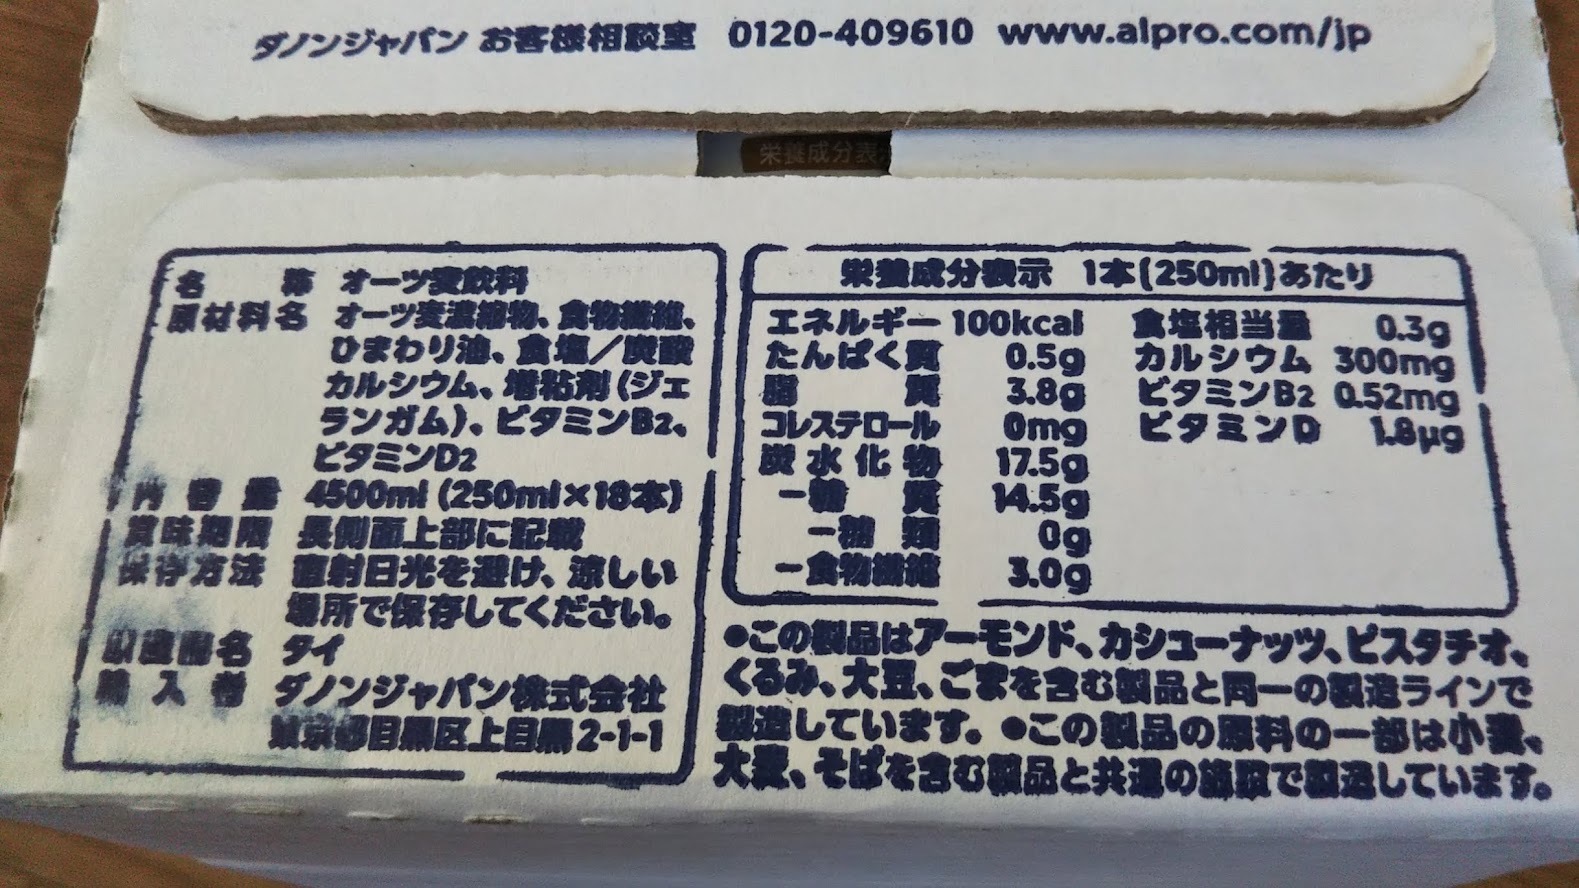 ダノンジャパン お客様相談室 0120-409610 www.alpro.com/jp
栄養成分表
名称 オーツ麦飲料
原材料名 オーツ麦濃縮物、食物繊維、
ひまわり油、食塩／炭酸
カルシウム、増粘剤(ジェ
ランガム)、ビタミンB2、
ビタミンD2
内容量 4500ml (250ml×18本)
賞味期限 長側面上部に記載
保存方法 直射日光を避け、涼しい
場所で保存してください。
原産国名 タイ
輸入者 ダノンジャパン株式会社
東京都目黒区上目黒2-1-1
栄養成分表示 1本(250ml)あたり
エネルギー 100kcal
たんぱく質 0.5g
脂質 3.8g
コレステロール 0mg
炭水化物 17.5g
－糖質 14.5g
－糖類 0g
－食物繊維 3.0g
食塩相当量 0.3g
カルシウム 300mg
ビタミンB2 0.52mg
ビタミンD 1.8μg
●この製品はアーモンド、カシューナッツ、ピスタチオ、
くるみ、大豆、ごまを含む製品と同一の製造ラインで
製造しています。●この製品の原料の一部は小麦、
大麦、そばを含む製品と共通の施設で製造しています。